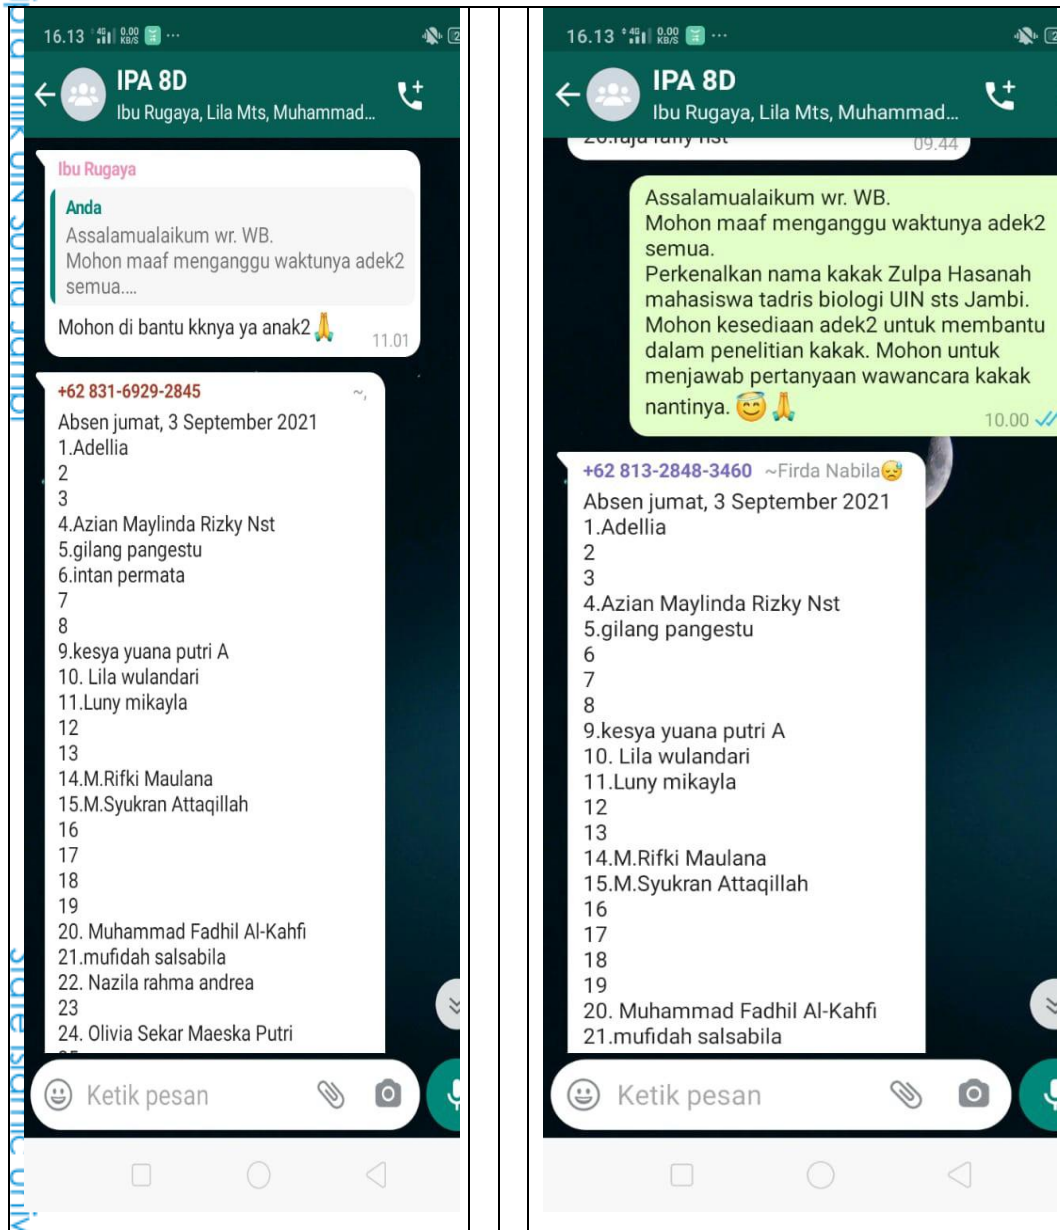 16.13 4G 0.00 KB/S ...
IPA 8D
Ibu Rugaya, Lila Mts, Muhammad...
Ibu Rugaya
Anda
Assalamualaikum wr. WB.
Mohon maaf menganggu waktunya adek2
semua....
Mohon di bantu kknya ya anak2🙏
11.01
+62 831-6929-2845 ~,
Absen jumat, 3 September 2021
1.Adellia
2
3
4.Azian Maylinda Rizky Nst
5.gilang pangestu
6.intan permata
7
8
9.kesya yuana putri A
10. Lila wulandari
11.Luny mikayla
12
13
14.M.Rifki Maulana
15.M.Syukran Attaqillah
16
17
18
19
20. Muhammad Fadhil Al-Kahfi
21.mufidah salsabila
22. Nazila rahma andrea
23
24. Olivia Sekar Maeska Putri
Ketik pesan
16.13 4G 0.00 KB/S ...
IPA 8D
Ibu Rugaya, Lila Mts, Muhammad...
09.44
Assalamualaikum wr. WB.
Mohon maaf menganggu waktunya adek2
semua.
Perkenalkan nama kakak Zulpa Hasanah
mahasiswa tadris biologi UIN sts Jambi.
Mohon kesediaan adek2 untuk membantu
dalam penelitian kakak. Mohon untuk
menjawab pertanyaan wawancara kakak
nantinya. 😇🙏
10.00
+62 813-2848-3460 ~Firda Nabila😥
Absen jumat, 3 September 2021
1.Adellia
2
3
4.Azian Maylinda Rizky Nst
5.gilang pangestu
6
7
8
9.kesya yuana putri A
10. Lila wulandari
11.Luny mikayla
12
13
14.M.Rifki Maulana
15.M.Syukran Attaqillah
16
17
18
19
20. Muhammad Fadhil Al-Kahfi
21.mufidah salsabila
Ketik pesan